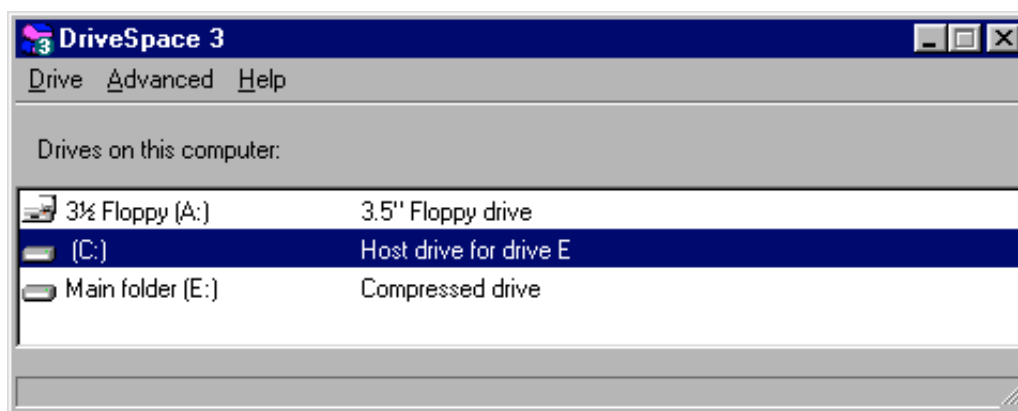 DriveSpace 3
Drive Advanced Help
Drives on this computer:
3½ Floppy (A:) 3.5" Floppy drive
(C:) Host drive for drive E
Main folder (E:) Compressed drive